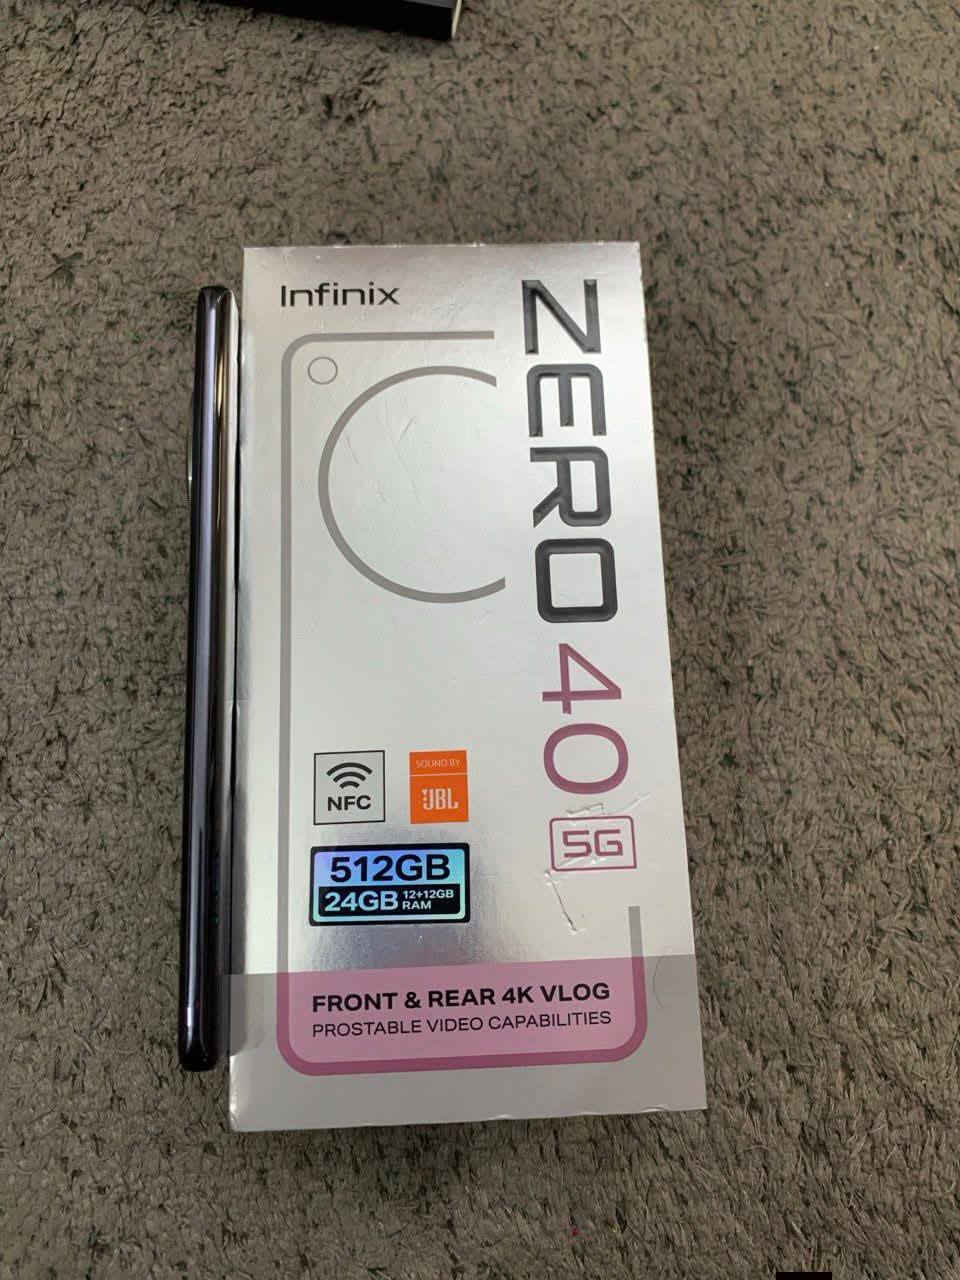 Infinix
ZERO 40
5G
NFC
SOUND BY
JBL
512GB
24GB 12+12GB RAM
FRONT & REAR 4K VLOG
PROSTABLE VIDEO CAPABILITIES